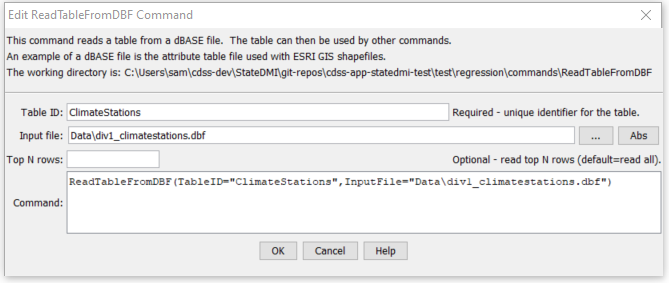 Edit ReadTableFromDBF Command
This command reads a table from a dBASE file.  The table can then be used by other commands.
An example of a dBASE file is the attribute table file used with ESRI GIS shapefiles.
The working directory is: C:\Users\sam\cdss-dev\StateDMI\git-repos\cdss-app-statedmi-test\test\regression\commands\ReadTableFromDBF
Table ID: ClimateStations Required - unique identifier for the table.
Input file: Data\div1_climatestations.dbf ... Abs
Top N rows: Optional - read top N rows (default=read all).
Command: ReadTableFromDBF(TableID="ClimateStations",InputFile="Data\div1_climatestations.dbf")
OK Cancel Help